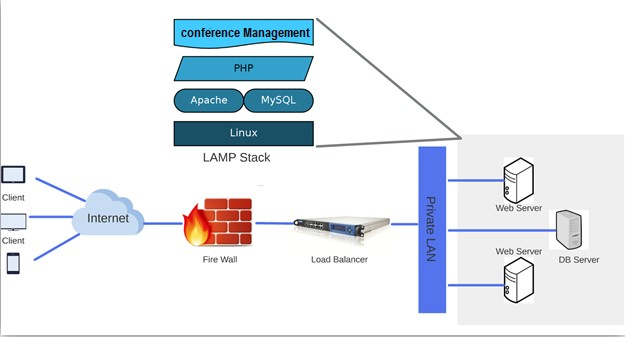 conference Management
PHP
Apache
MySQL
Linux
LAMP Stack
Client
Client
Internet
Fire Wall
Load Balancer
Private LAN
Web Server
Web Server
DB Server